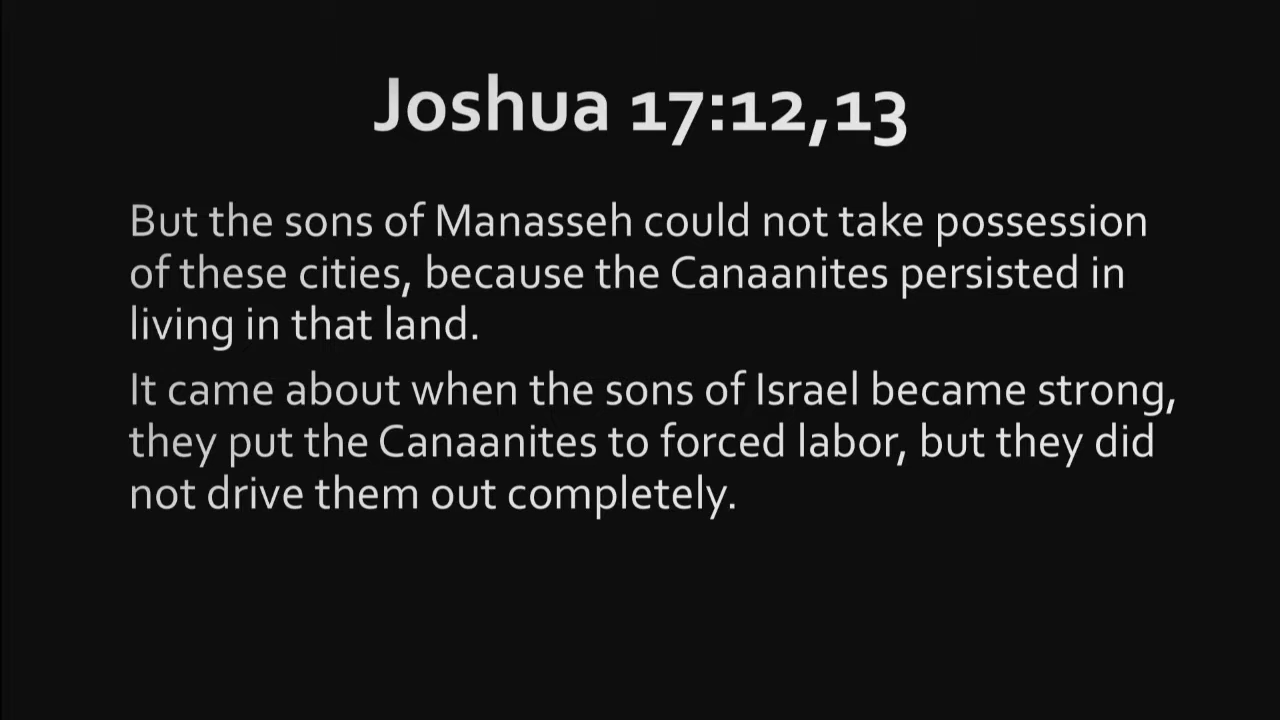 Joshua 17:12,13
But the sons of Manasseh could not take possession
of these cities, because the Canaanites persisted in
living in that land.
It came about when the sons of Israel became strong,
they put the Canaanites to forced labor, but they did
not drive them out completely.